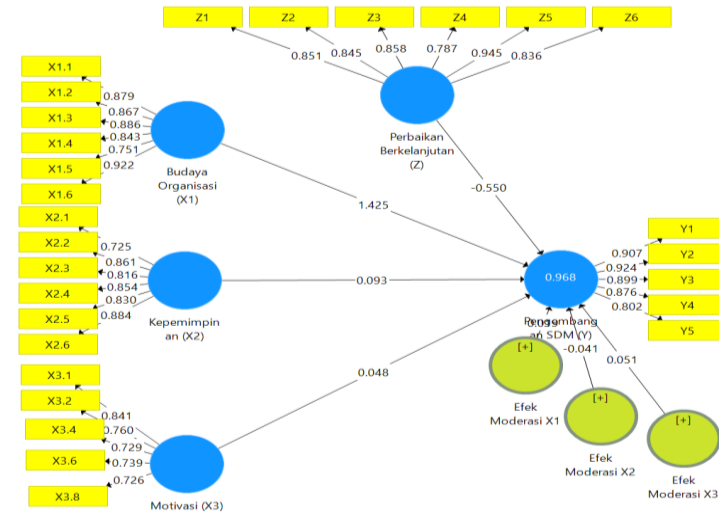 Z1
Z2
Z3
Z4
Z5
Z6
0.851
0.845
0.858
0.787
0.945
0.836
Perbaikan
Berkelanjutan
(Z)
X1.1
X1.2
X1.3
X1.4
X1.5
X1.6
0.879
0.867
0.886
0.843
0.751
0.922
Budaya
Organisasi
(X1)
-0.550
1.425
X2.1
X2.2
X2.3
X2.4
X2.5
X2.6
0.725
0.861
0.816
0.854
0.830
0.884
Kepemimpin
an (X2)
0.093
0.968
Y1
Y2
Y3
Y4
Y5
0.907
0.924
0.899
0.876
0.802
Pengembang
an SDM (Y)
-0.041
0.051
0.048
X3.1
X3.2
X3.4
X3.6
X3.8
0.841
0.760
0.729
0.739
0.726
Motivasi (X3)
[+]
Efek
Moderasi X1
[+]
Efek
Moderasi X2
[+]
Efek
Moderasi X3